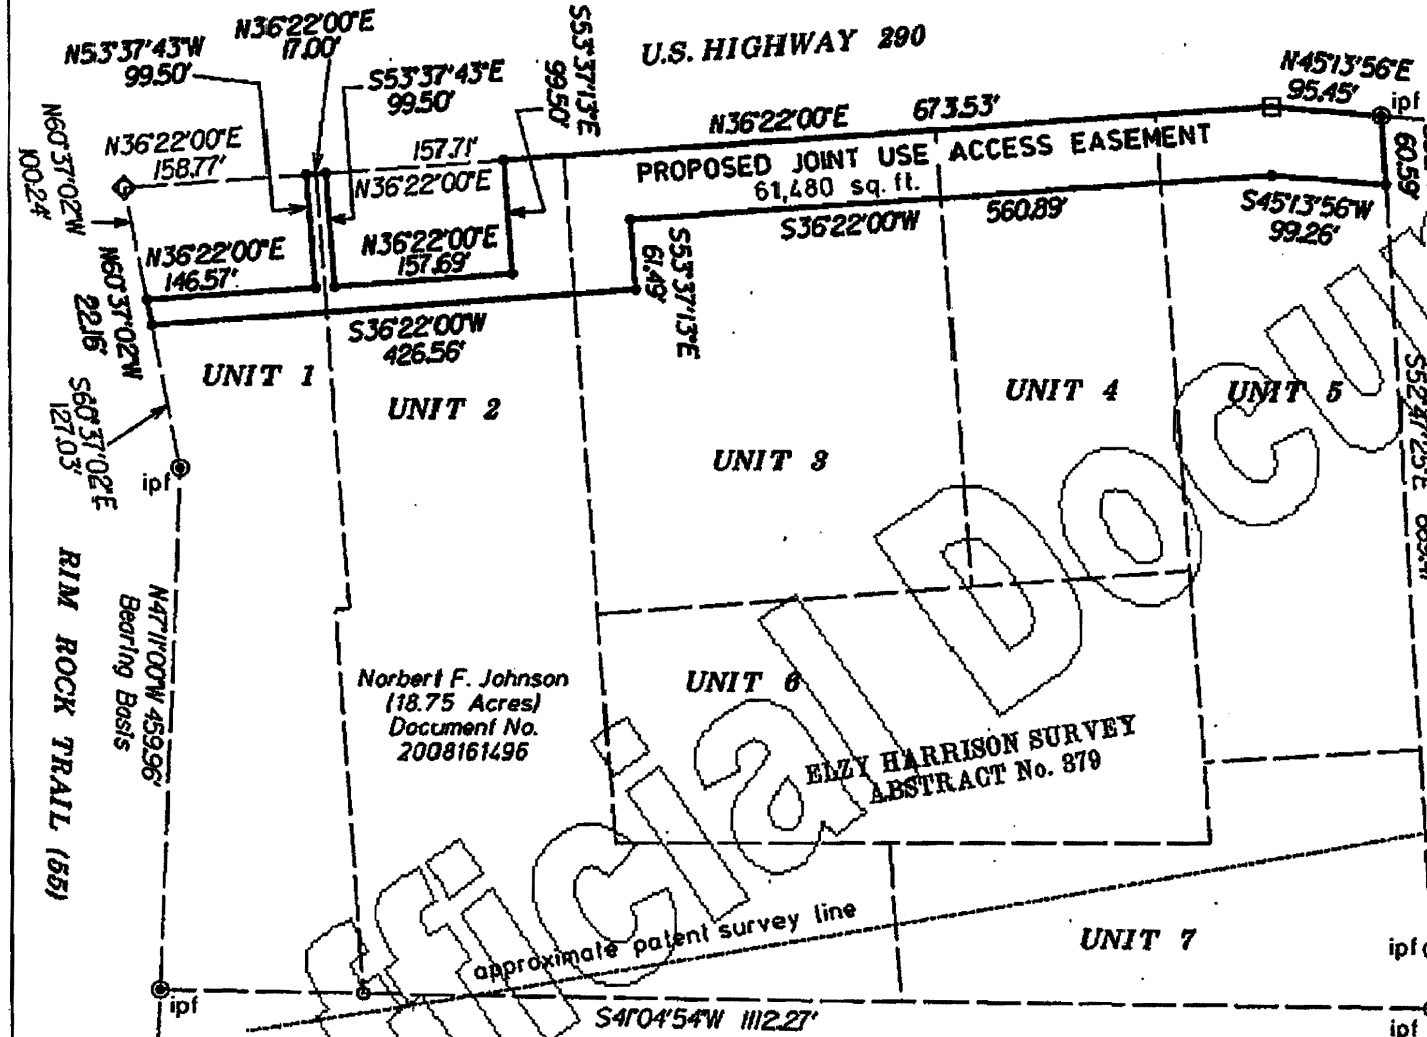 N36°22'00"E
17.00'
N53°37'43"W
99.50'
S53°37'43"E
99.50'
S53°37'13"E
99.50'
U.S. HIGHWAY 290
N45°13'56"E
95.45'
ipf
N60°37'02"W
100.24'
N36°22'00"E
158.77'
157.71'
N36°22'00"E
N36°22'00"E 673.53'
PROPOSED JOINT USE ACCESS EASEMENT
61,480 sq. ft.
S36°22'00"W 560.89'
S45°13'56"W
99.26'
60.59'
N36°22'00"E
146.57'
N36°22'00"E
157.69'
S53°37'13"E
61.49'
N60°37'02"W
22.16'
S36°22'00"W
426.56'
S60°37'02"E
127.03'
ipf
UNIT 1
UNIT 2
UNIT 3
UNIT 4
UNIT 5
S52°47'25"E
RIM ROCK TRAIL (55)
N47°11'00"W 459.96'
Bearing Basis
Norbert F. Johnson
(18.75 Acres)
Document No.
2008161496
UNIT 6
ELZY HARRISON SURVEY
ABSTRACT No. 379
approximate patent survey line
UNIT 7
ipf
ipf
S41°04'54"W 1112.27'
ipf
fficial Docu